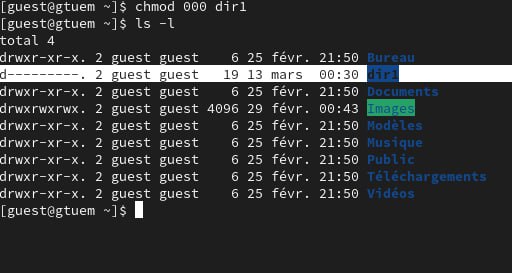 [guest@gtuem ~]$ chmod 000 dir1
[guest@gtuem ~]$ ls -l
total 4
drwxr-xr-x. 2 guest guest    6 25 févr. 21:50 Bureau
d---------. 2 guest guest   19 13 mars  00:30 dir1
drwxr-xr-x. 2 guest guest    6 25 févr. 21:50 Documents
drwxrwxrwx. 2 guest guest 4096 29 févr. 00:43 Images
drwxr-xr-x. 2 guest guest    6 25 févr. 21:50 Modèles
drwxr-xr-x. 2 guest guest    6 25 févr. 21:50 Musique
drwxr-xr-x. 2 guest guest    6 25 févr. 21:50 Public
drwxr-xr-x. 2 guest guest    6 25 févr. 21:50 Téléchargements
drwxr-xr-x. 2 guest guest    6 25 févr. 21:50 Vidéos
[guest@gtuem ~]$